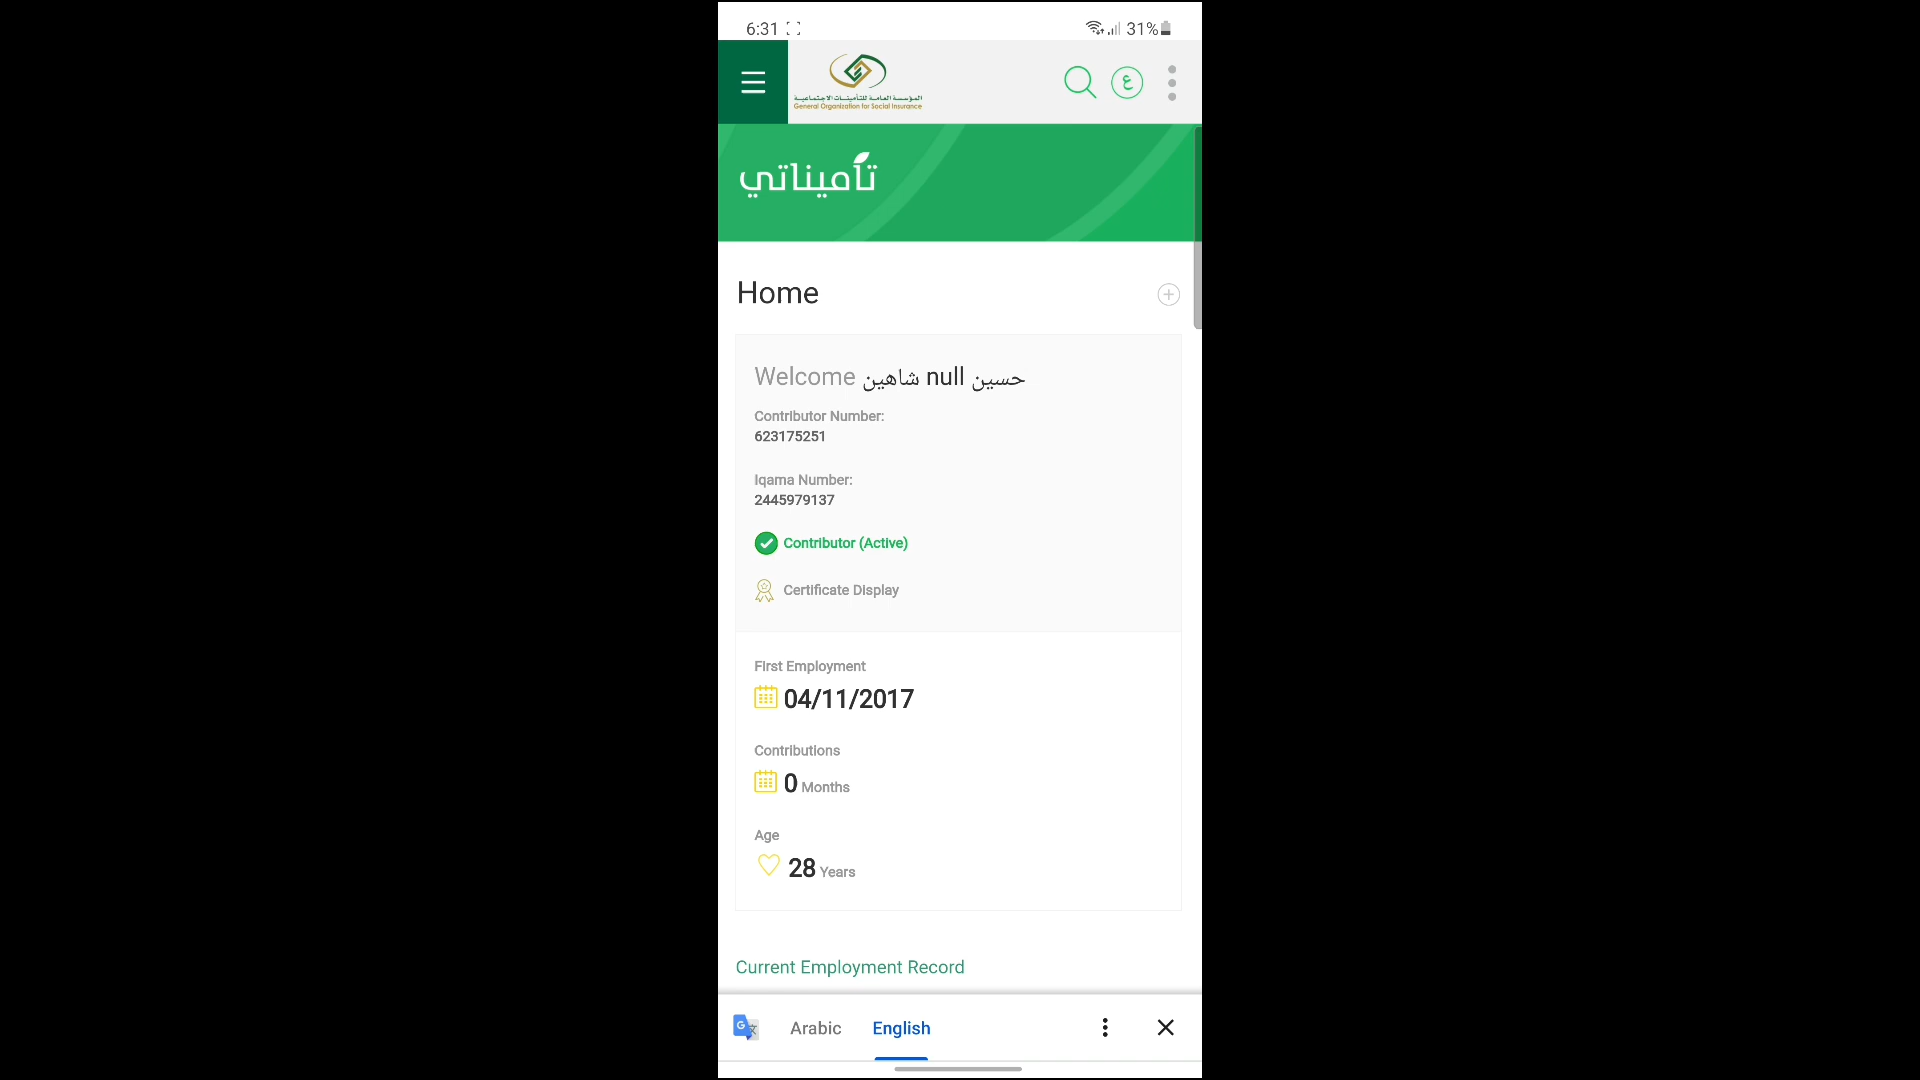 6:31
31%
المؤسسة العامة للتأمينات الاجتماعية
General Organization for Social Insurance
ع
تأميناتي
Home
Welcome حسين null شاهين
Contributor Number:
623175251
Iqama Number:
2445979137
Contributor (Active)
Certificate Display
First Employment
04/11/2017
Contributions
0 Months
Age
28 Years
Current Employment Record
Arabic English